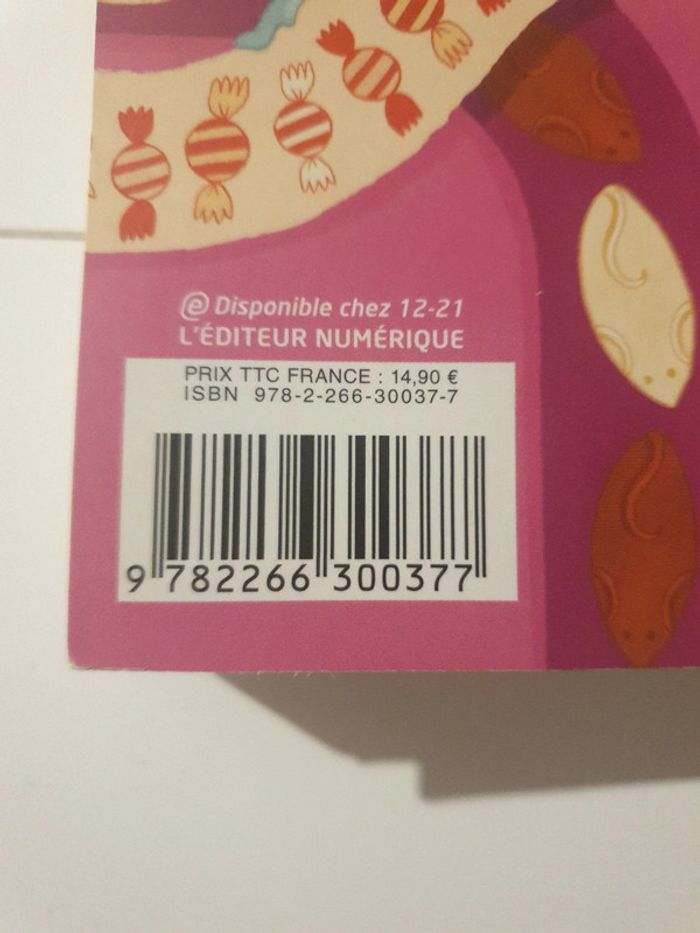 @ Disponible chez 12-21
L'ÉDITEUR NUMÉRIQUE
PRIX TTC FRANCE : 14,90 €
ISBN 978-2-266-30037-7
9 782266 300377